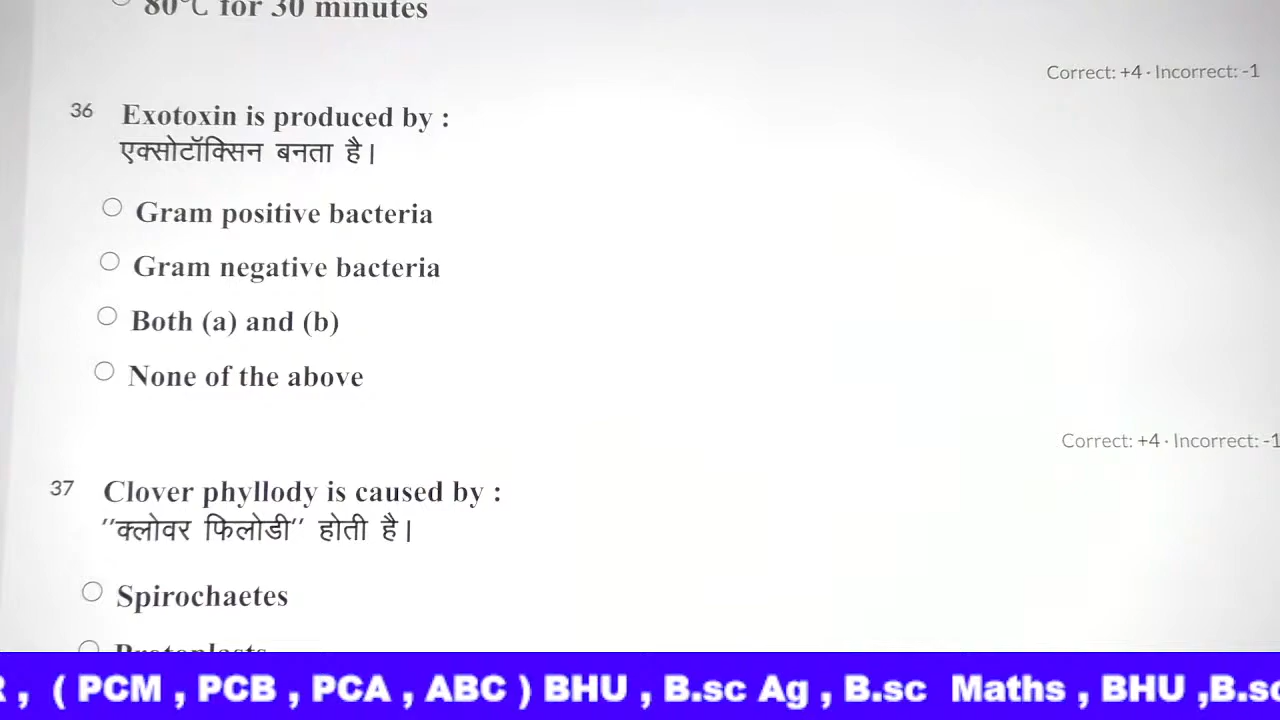 80°C for 30 minutes
Correct: +4 · Incorrect: -1
36 Exotoxin is produced by :
एक्सोटॉक्सिन बनता है।
Gram positive bacteria
Gram negative bacteria
Both (a) and (b)
None of the above
Correct: +4 · Incorrect: -1
37 Clover phyllody is caused by :
''क्लोवर फिलोडी'' होती है।
Spirochaetes
Protoplasts
, ( PCM , PCB , PCA , ABC ) BHU , B.sc Ag , B.sc Maths , BHU ,B.sc